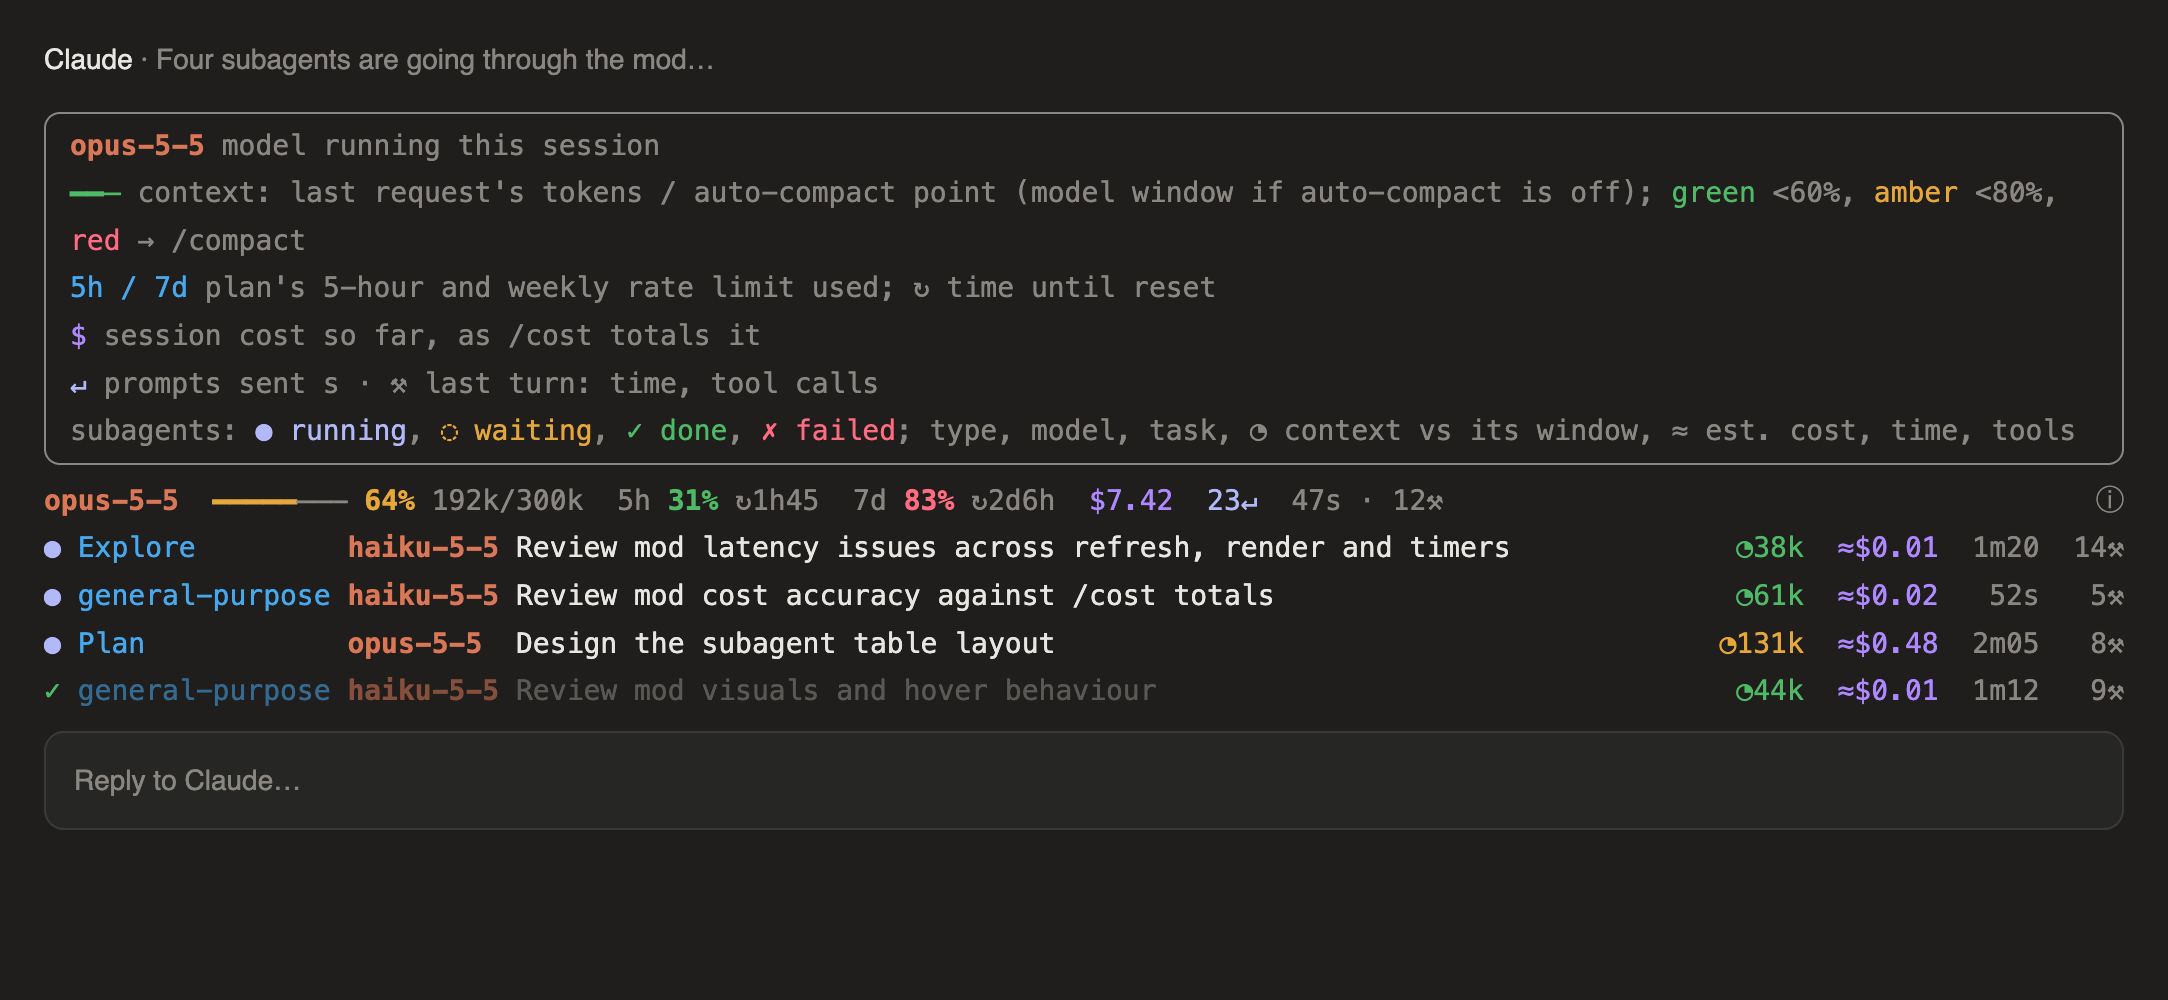 Claude · Four subagents are going through the mod…
opus-5-5 model running this session
context: last request's tokens / auto-compact point (model window if auto-compact is off); green <60%, amber <80%,
red → /compact
5h / 7d plan's 5-hour and weekly rate limit used; ↻ time until reset
$ session cost so far, as /cost totals it
↵ prompts sent s · ⚒ last turn: time, tool calls
subagents: ● running, ◌ waiting, ✓ done, ✗ failed; type, model, task, ◔ context vs its window, ≈ est. cost, time, tools
opus-5-5 64% 192k/300k 5h 31% ↻1h45 7d 83% ↻2d6h $7.42 23↵ 47s · 12⚒ ⓘ
● Explore haiku-5-5 Review mod latency issues across refresh, render and timers ◔38k ≈$0.01 1m20 14⚒
● general-purpose haiku-5-5 Review mod cost accuracy against /cost totals ◔61k ≈$0.02 52s 5⚒
● Plan opus-5-5 Design the subagent table layout ◔131k ≈$0.48 2m05 8⚒
✓ general-purpose haiku-5-5 Review mod visuals and hover behaviour ◔44k ≈$0.01 1m12 9⚒
Reply to Claude…